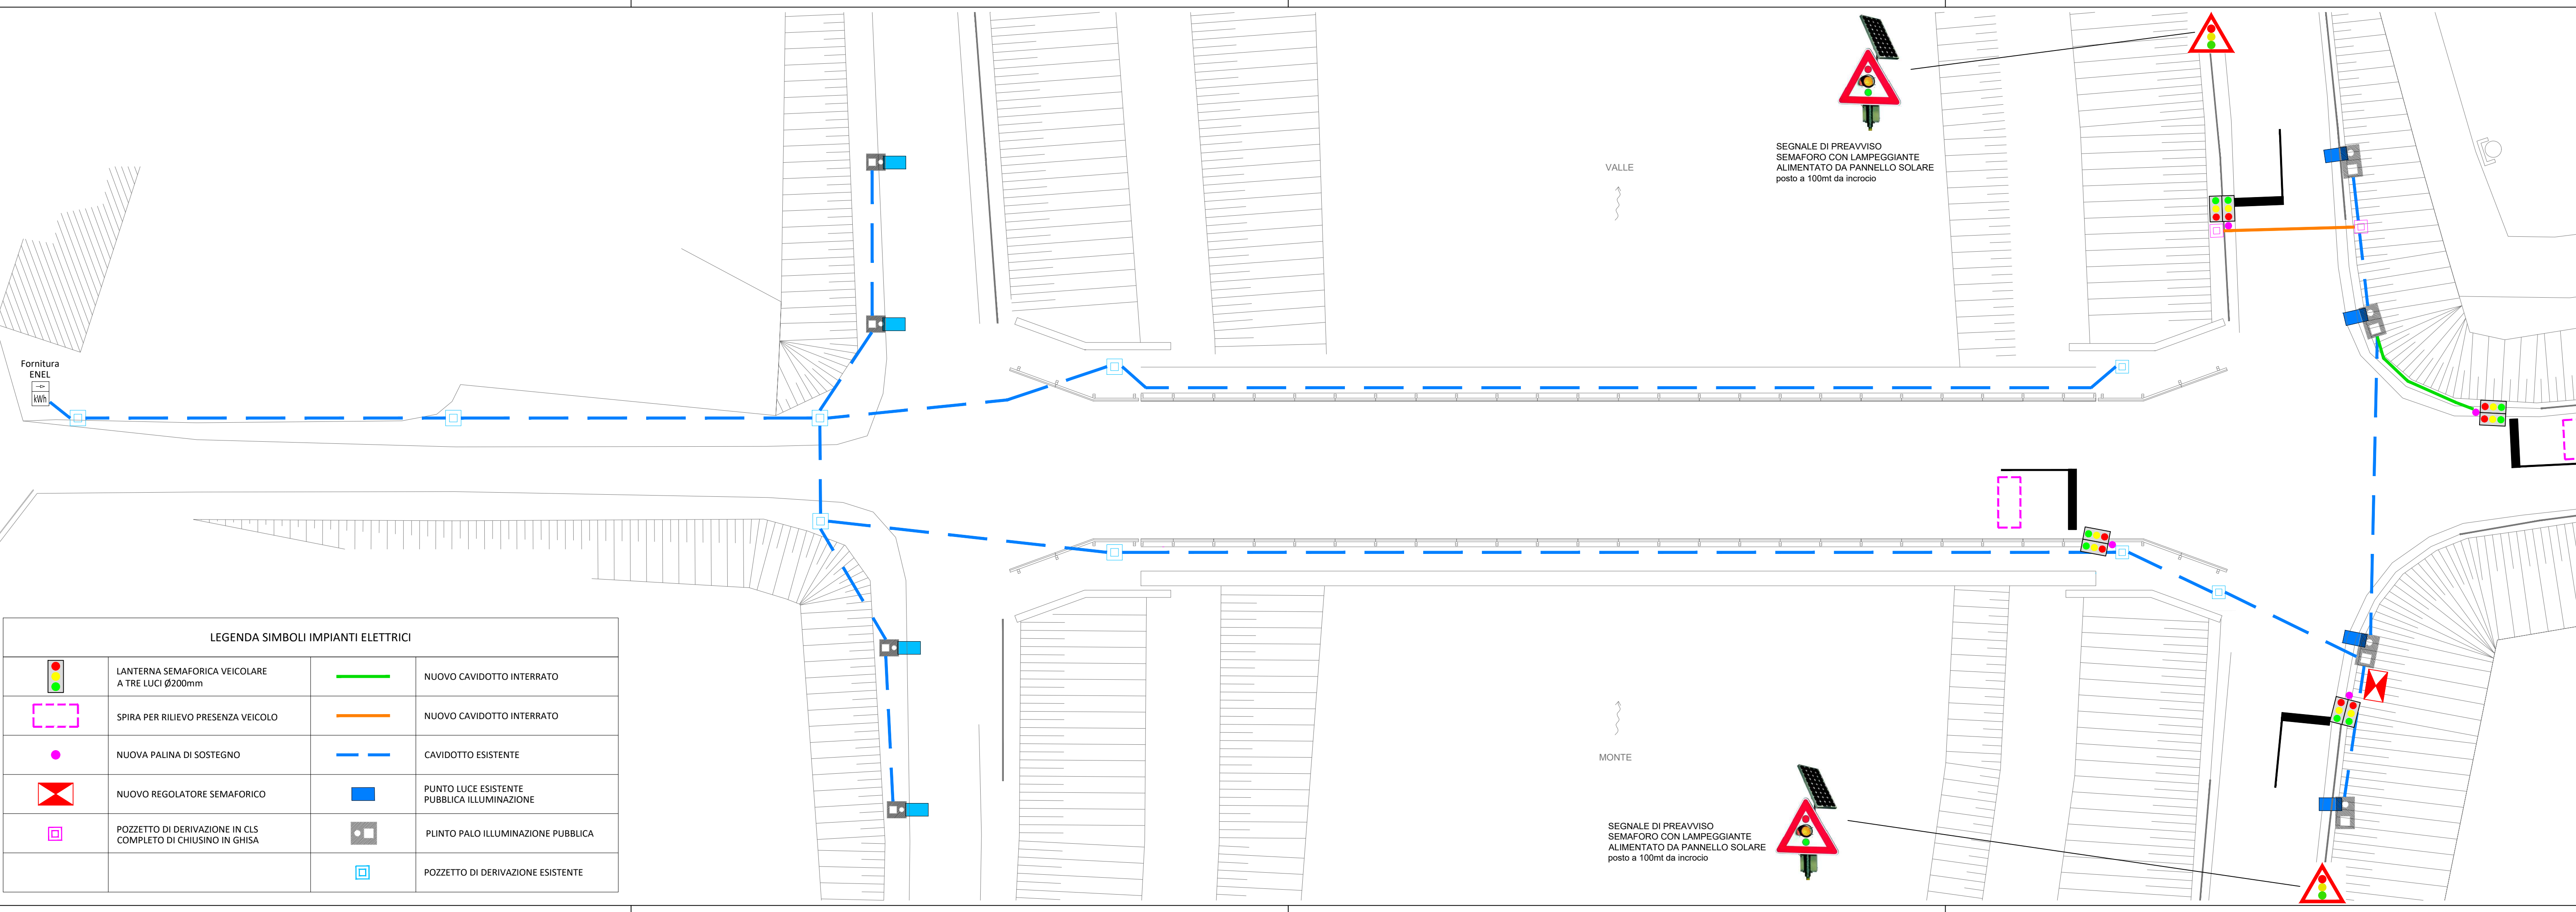 SEGNALE DI PREAVVISO
SEMAFORO CON LAMPEGGIANTE
ALIMENTATO DA PANNELLO SOLARE
posto a 100mt da incrocio
VALLE
Fornitura
ENEL
kWh
MONTE
SEGNALE DI PREAVVISO
SEMAFORO CON LAMPEGGIANTE
ALIMENTATO DA PANNELLO SOLARE
posto a 100mt da incrocio
LEGENDA SIMBOLI IMPIANTI ELETTRICI
LANTERNA SEMAFORICA VEICOLARE
A TRE LUCI Ø200mm
NUOVO CAVIDOTTO INTERRATO
SPIRA PER RILIEVO PRESENZA VEICOLO
NUOVO CAVIDOTTO INTERRATO
NUOVA PALINA DI SOSTEGNO
CAVIDOTTO ESISTENTE
NUOVO REGOLATORE SEMAFORICO
PUNTO LUCE ESISTENTE
PUBBLICA ILLUMINAZIONE
POZZETTO DI DERIVAZIONE IN CLS
COMPLETO DI CHIUSINO IN GHISA
PLINTO PALO ILLUMINAZIONE PUBBLICA
POZZETTO DI DERIVAZIONE ESISTENTE